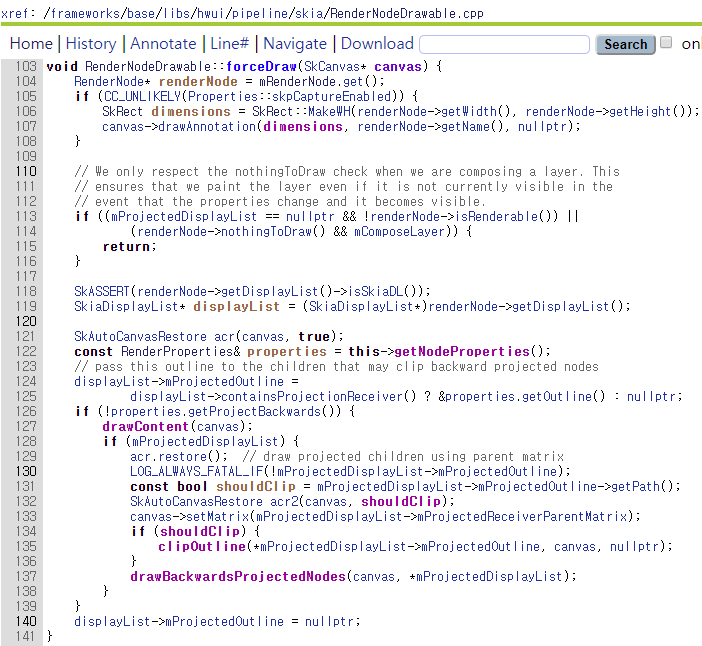 xref: /frameworks/base/libs/hwui/pipeline/skia/RenderNodeDrawable.cpp
Home | History | Annotate | Line# | Navigate | Download Search onl
103 void RenderNodeDrawable::forceDraw(SkCanvas* canvas) {
104     RenderNode* renderNode = mRenderNode.get();
105     if (CC_UNLIKELY(Properties::skpCaptureEnabled)) {
106         SkRect dimensions = SkRect::MakeWH(renderNode->getWidth(), renderNode->getHeight());
107         canvas->drawAnnotation(dimensions, renderNode->getName(), nullptr);
108     }
109
110     // We only respect the nothingToDraw check when we are composing a layer. This
111     // ensures that we paint the layer even if it is not currently visible in the
112     // event that the properties change and it becomes visible.
113     if ((mProjectedDisplayList == nullptr && !renderNode->isRenderable()) ||
114             (renderNode->nothingToDraw() && mComposeLayer)) {
115         return;
116     }
117
118     SkASSERT(renderNode->getDisplayList()->isSkiaDL());
119     SkiaDisplayList* displayList = (SkiaDisplayList*)renderNode->getDisplayList();
120
121     SkAutoCanvasRestore acr(canvas, true);
122     const RenderProperties& properties = this->getNodeProperties();
123     // pass this outline to the children that may clip backward projected nodes
124     displayList->mProjectedOutline =
125             displayList->containsProjectionReceiver() ? &properties.getOutline() : nullptr;
126     if (!properties.getProjectBackwards()) {
127         drawContent(canvas);
128         if (mProjectedDisplayList) {
129             acr.restore();  // draw projected children using parent matrix
130             LOG_ALWAYS_FATAL_IF(!mProjectedDisplayList->mProjectedOutline);
131             const bool shouldClip = mProjectedDisplayList->mProjectedOutline->getPath();
132             SkAutoCanvasRestore acr2(canvas, shouldClip);
133             canvas->setMatrix(mProjectedDisplayList->mProjectedReceiverParentMatrix);
134             if (shouldClip) {
135                 clipOutline(*mProjectedDisplayList->mProjectedOutline, canvas, nullptr);
136             }
137             drawBackwardsProjectedNodes(canvas, *mProjectedDisplayList);
138         }
139     }
140     displayList->mProjectedOutline = nullptr;
141 }